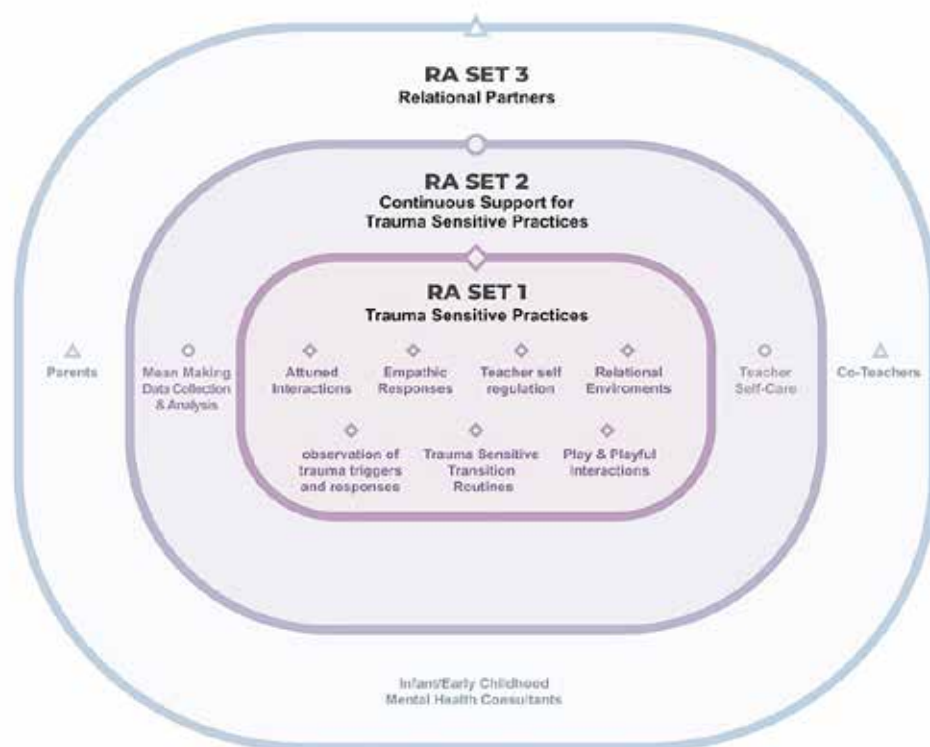 RA SET 3
Relational Partners
RA SET 2
Continuous Support for
Trauma Sensitive Practices
RA SET 1
Trauma Sensitive Practices
Parents
Mean Making
Data Collection
& Analysis
Attuned
Interactions
Empathic
Responses
Teacher self
regulation
Relational
Enviroments
Teacher
Self-Care
Co-Teachers
observation of
trauma triggers
and responses
Trauma Sensitive
Transition
Routines
Play & Playful
Interactions
Infant/Early Childhood
Mental Health Consultants